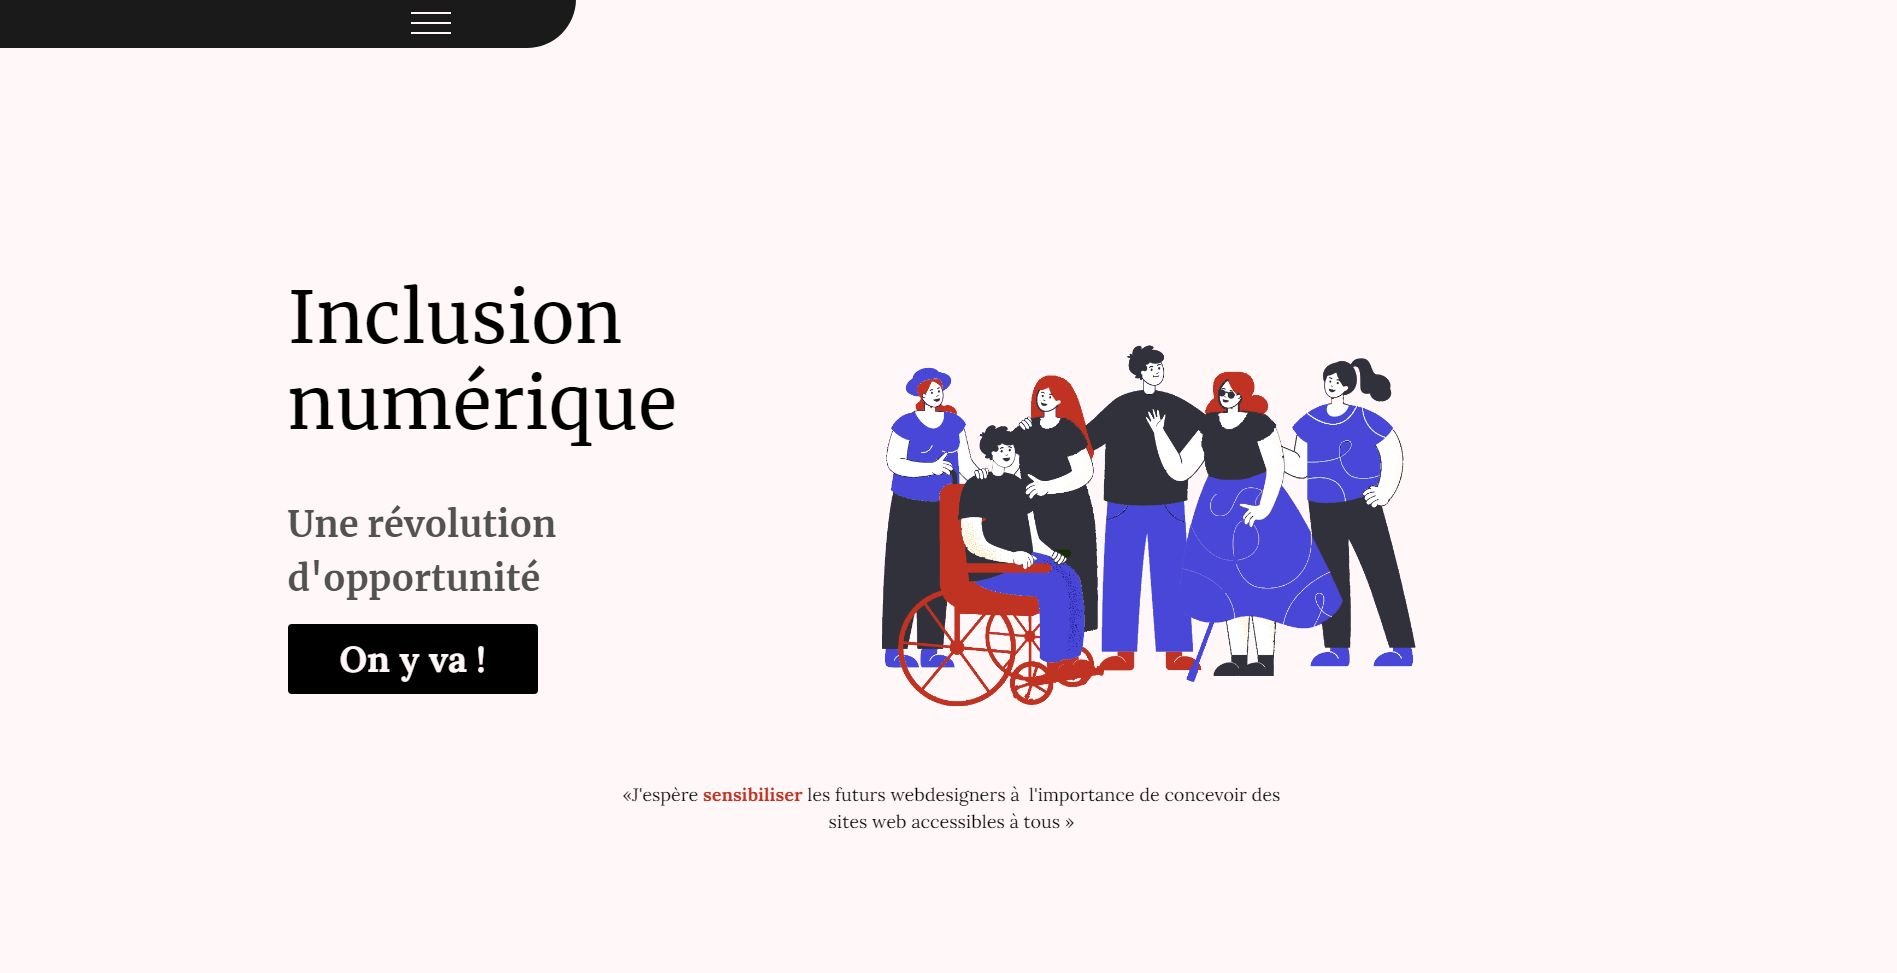 Inclusion
numérique
Une révolution
d'opportunité
On y va !
«J'espère sensibiliser les futurs webdesigners à  l'importance de concevoir des
sites web accessibles à tous »